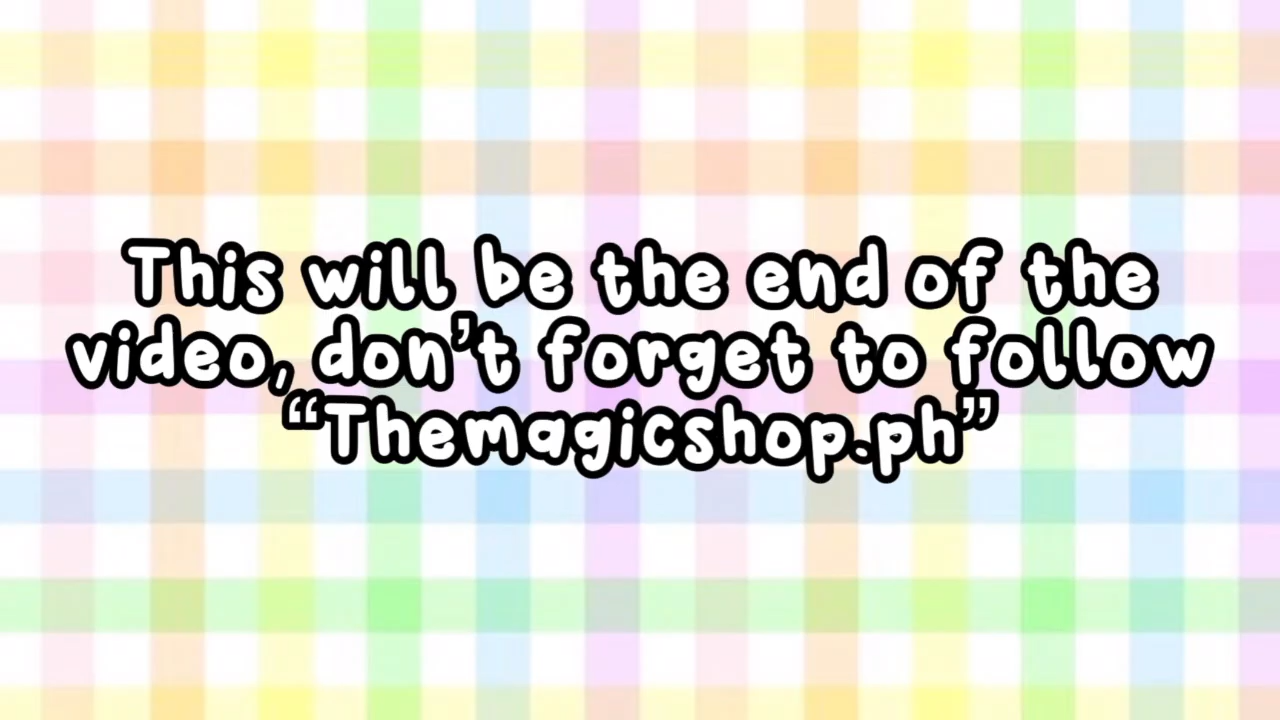 This will be the end of the
video, don't forget to follow
“Themagicshop.ph”